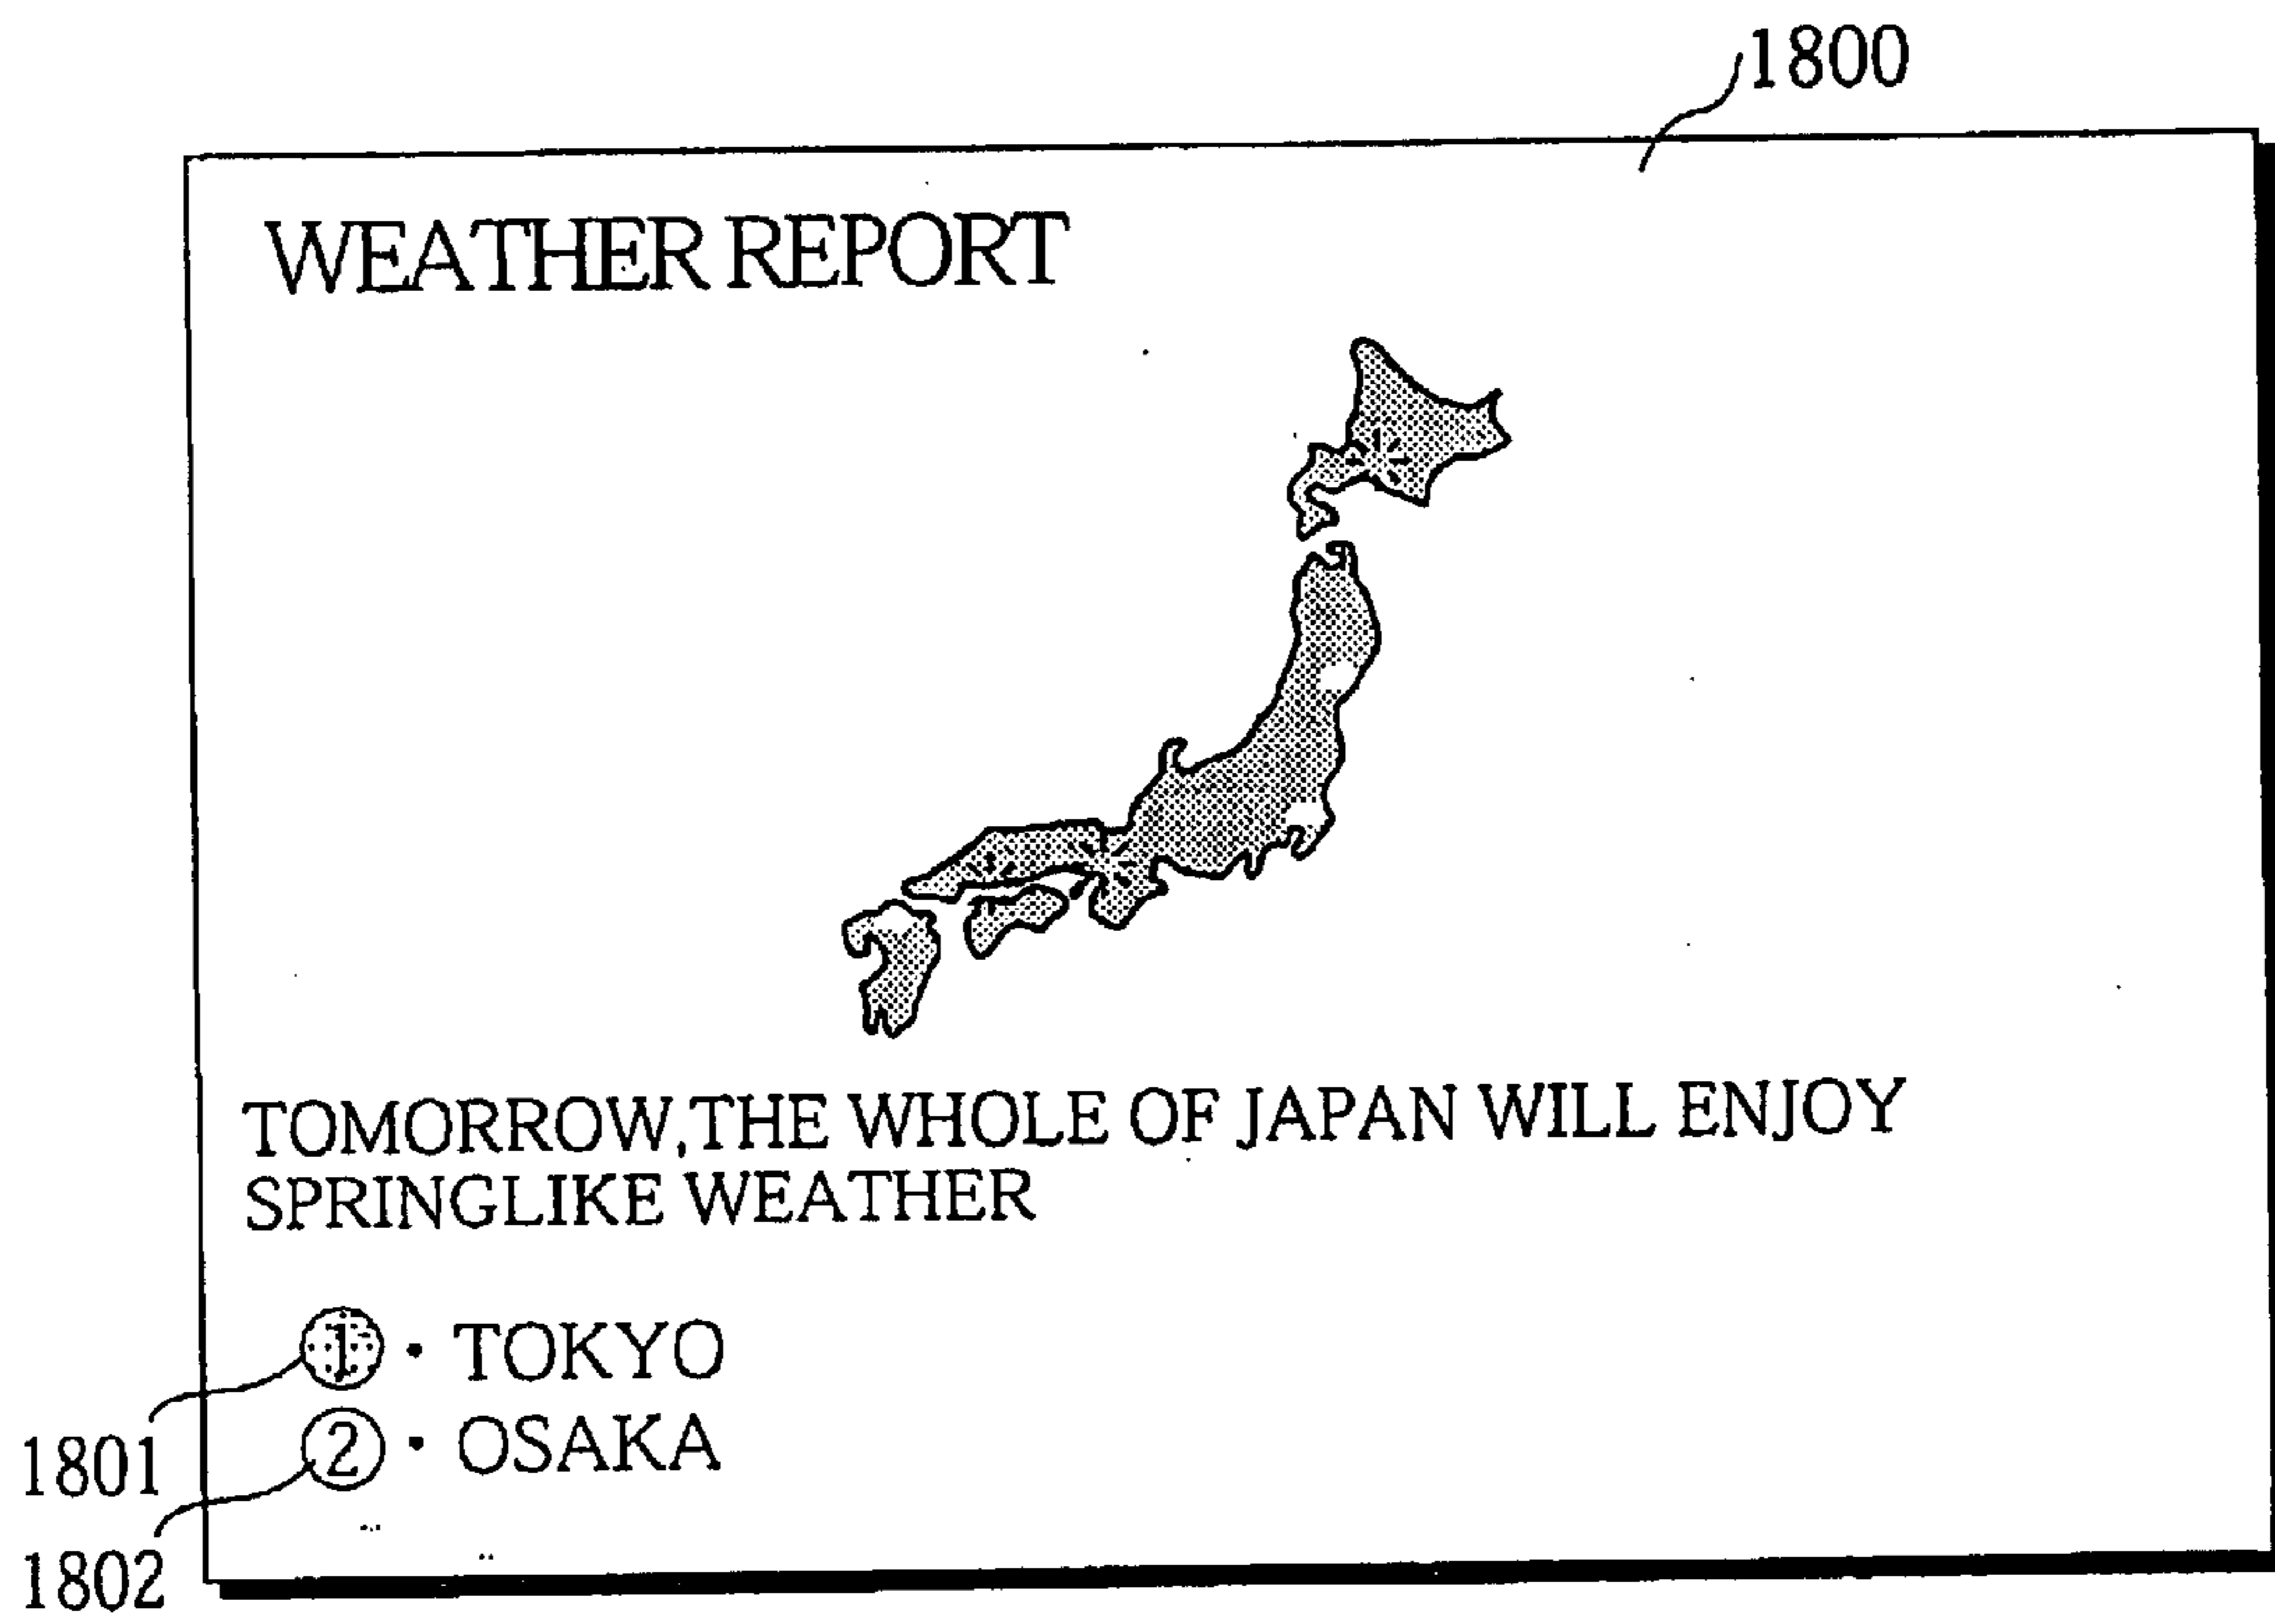 1800
WEATHER REPORT
TOMORROW,THE WHOLE OF JAPAN WILL ENJOY
SPRINGLIKE WEATHER
① · TOKYO
② · OSAKA
1801
1802